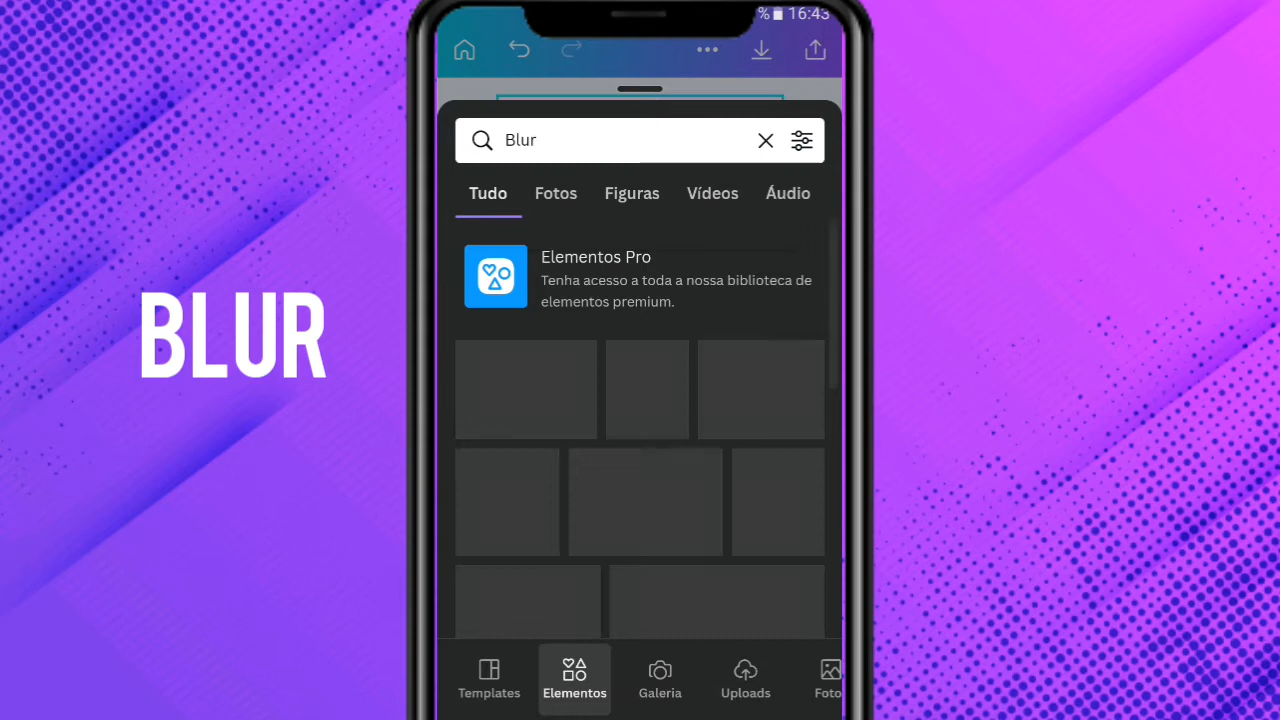 % 16:43
Blur
Tudo Fotos Figuras Vídeos Áudio
Elementos Pro
Tenha acesso a toda a nossa biblioteca de
elementos premium.
BLUR
Templates Elementos Galeria Uploads Foto